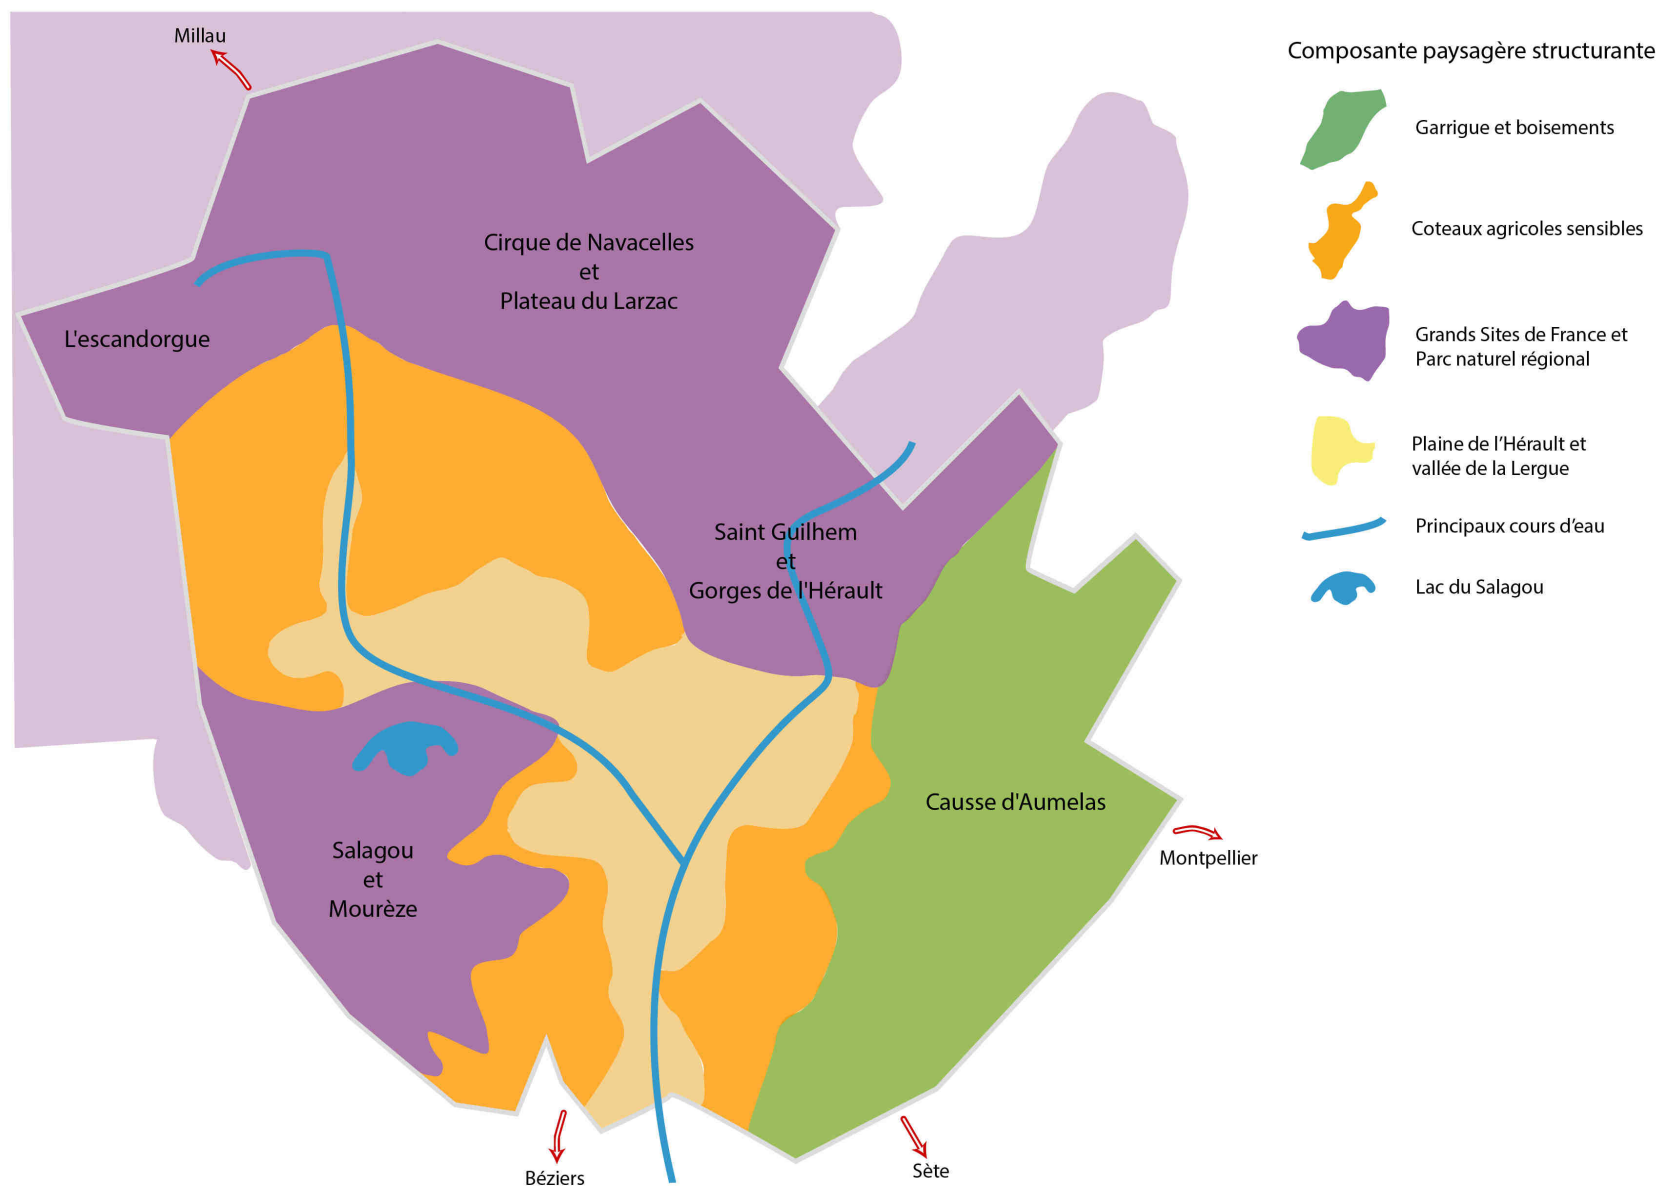 Millau
Cirque de Navacelles
et
Plateau du Larzac
L'escandorgue
Saint Guilhem
et
Gorges de l'Hérault
Causse d'Aumelas
Salagou
et
Mourèze
Montpellier
Béziers
Sète
Composante paysagère structurante
Garrigue et boisements
Coteaux agricoles sensibles
Grands Sites de France et
Parc naturel régional
Plaine de l’Hérault et
vallée de la Lergue
Principaux cours d’eau
Lac du Salagou